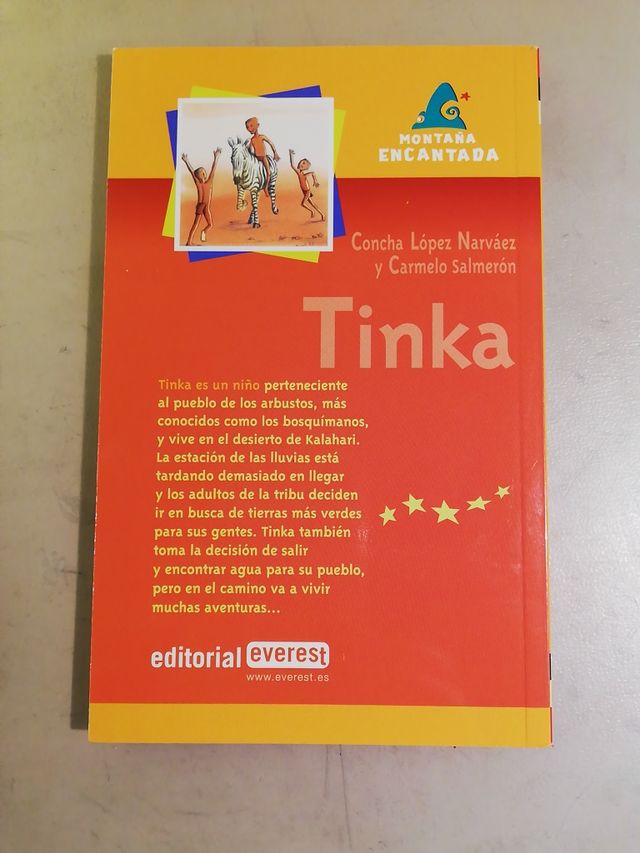 MONTAÑA
ENCANTADA
Concha López Narváez
y Carmelo Salmerón
Tinka
Tinka es un niño perteneciente
al pueblo de los arbustos, más
conocidos como los bosquímanos,
y vive en el desierto de Kalahari.
La estación de las lluvias está
tardando demasiado en llegar
y los adultos de la tribu deciden
ir en busca de tierras más verdes
para sus gentes. Tinka también
toma la decisión de salir
y encontrar agua para su pueblo,
pero en el camino va a vivir
muchas aventuras...
editorial everest
www.everest.es